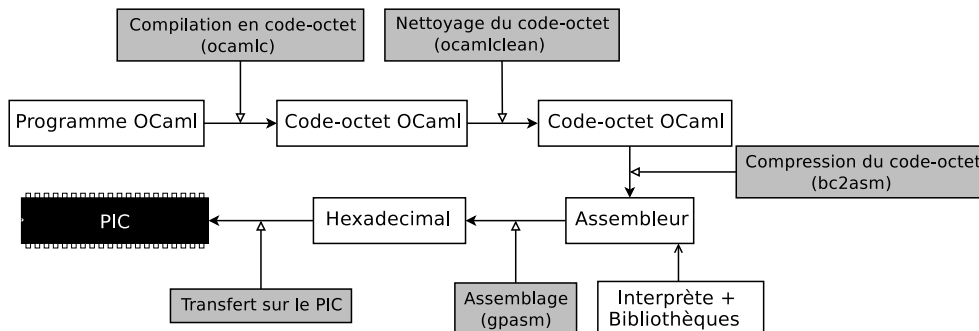 Compilation en code-octet
(ocamlc)
Nettoyage du code-octet
(ocamlclean)
Programme OCaml
Code-octet OCaml
Code-octet OCaml
Compression du code-octet
(bc2asm)
PIC
Hexadecimal
Assembleur
Transfert sur le PIC
Assemblage
(gpasm)
Interprète +
Bibliothèques